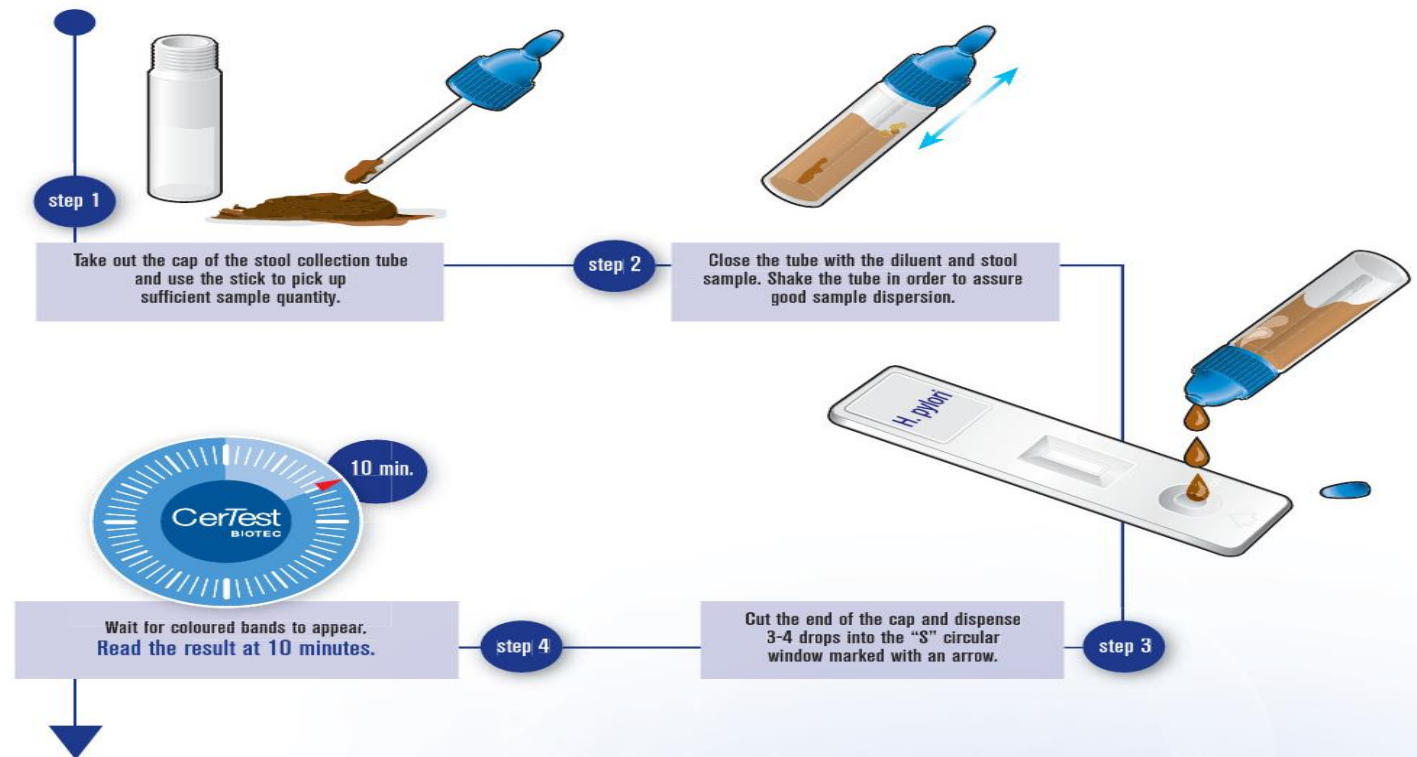 step 1
Take out the cap of the stool collection tube
and use the stick to pick up
sufficient sample quantity.
step 2
Close the tube with the diluent and stool
sample. Shake the tube in order to assure
good sample dispersion.
H. pylori
step 3
Cut the end of the cap and dispense
3-4 drops into the “S” circular
window marked with an arrow.
step 4
10 min.
CerTest
BIOTEC
Wait for coloured bands to appear.
Read the result at 10 minutes.